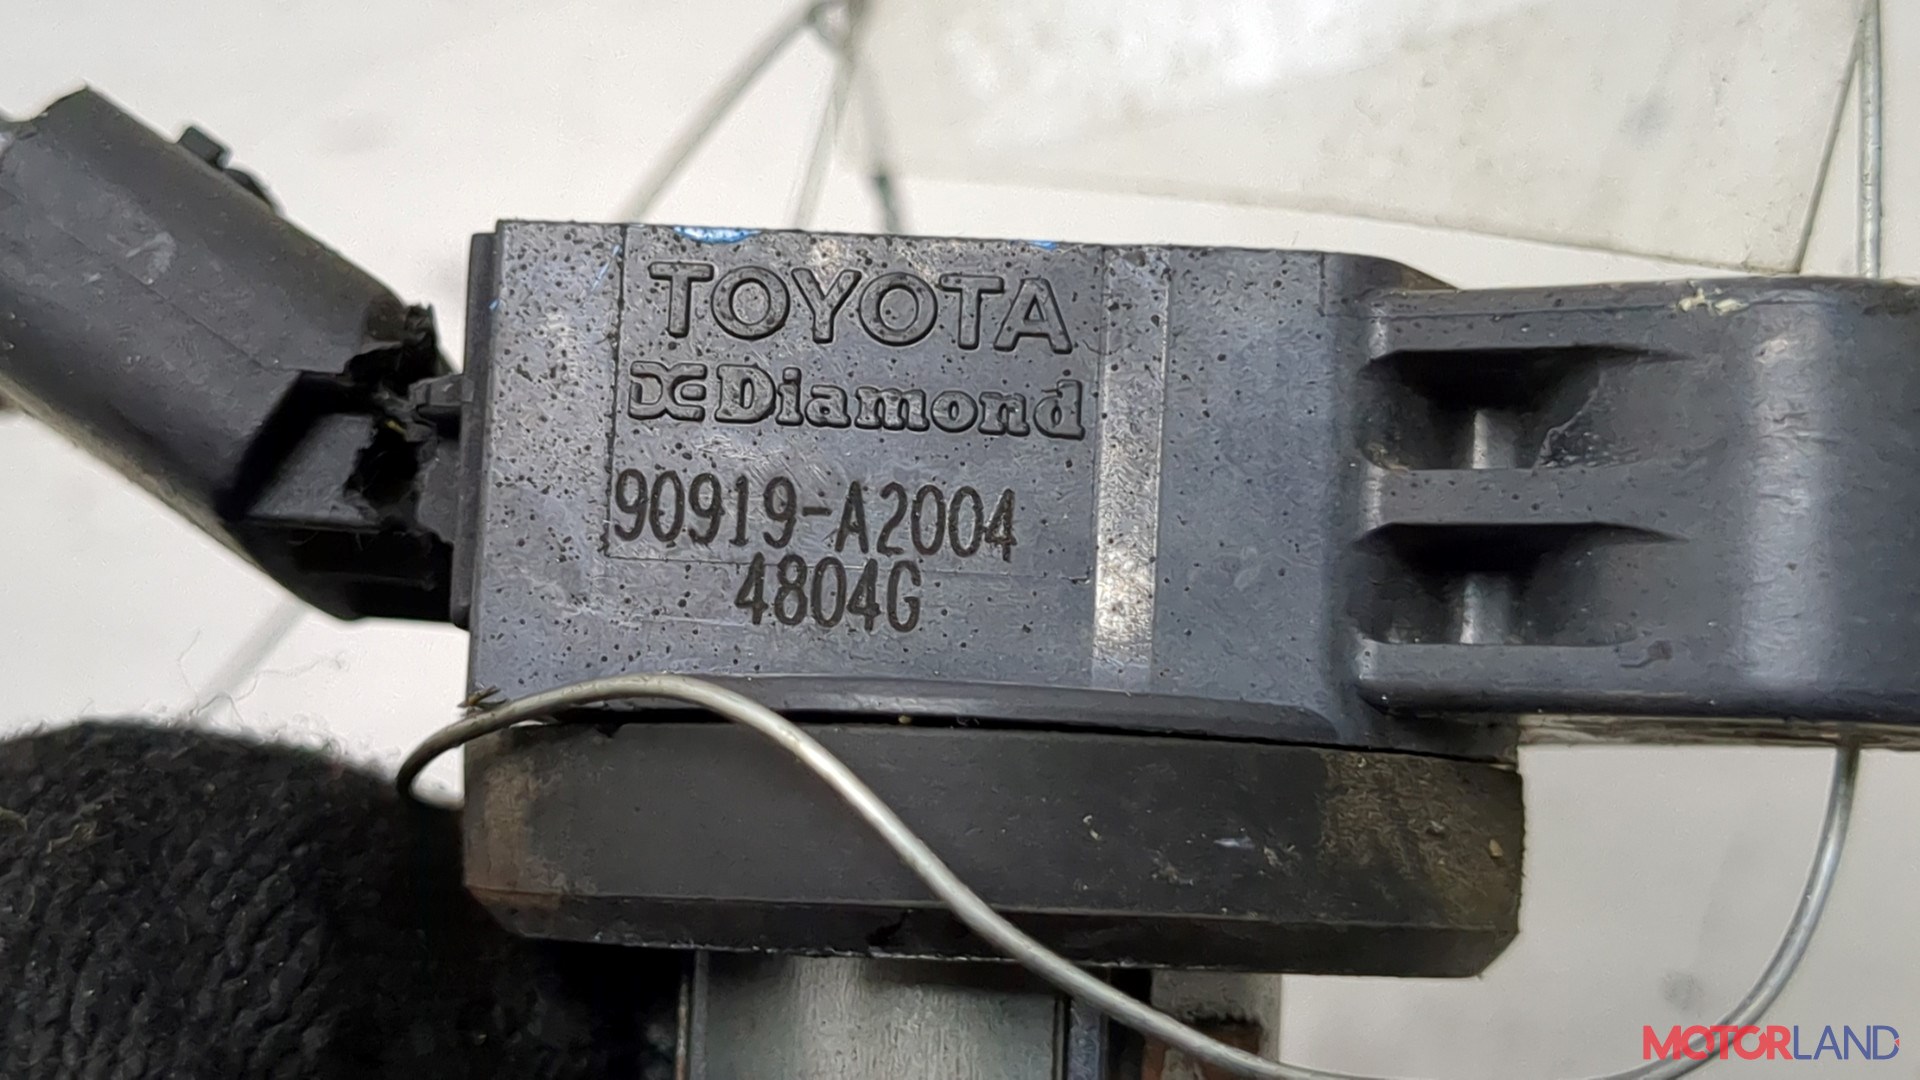 TOYOTA
Diamond
90919-A2004
4804G
MOTORLAND